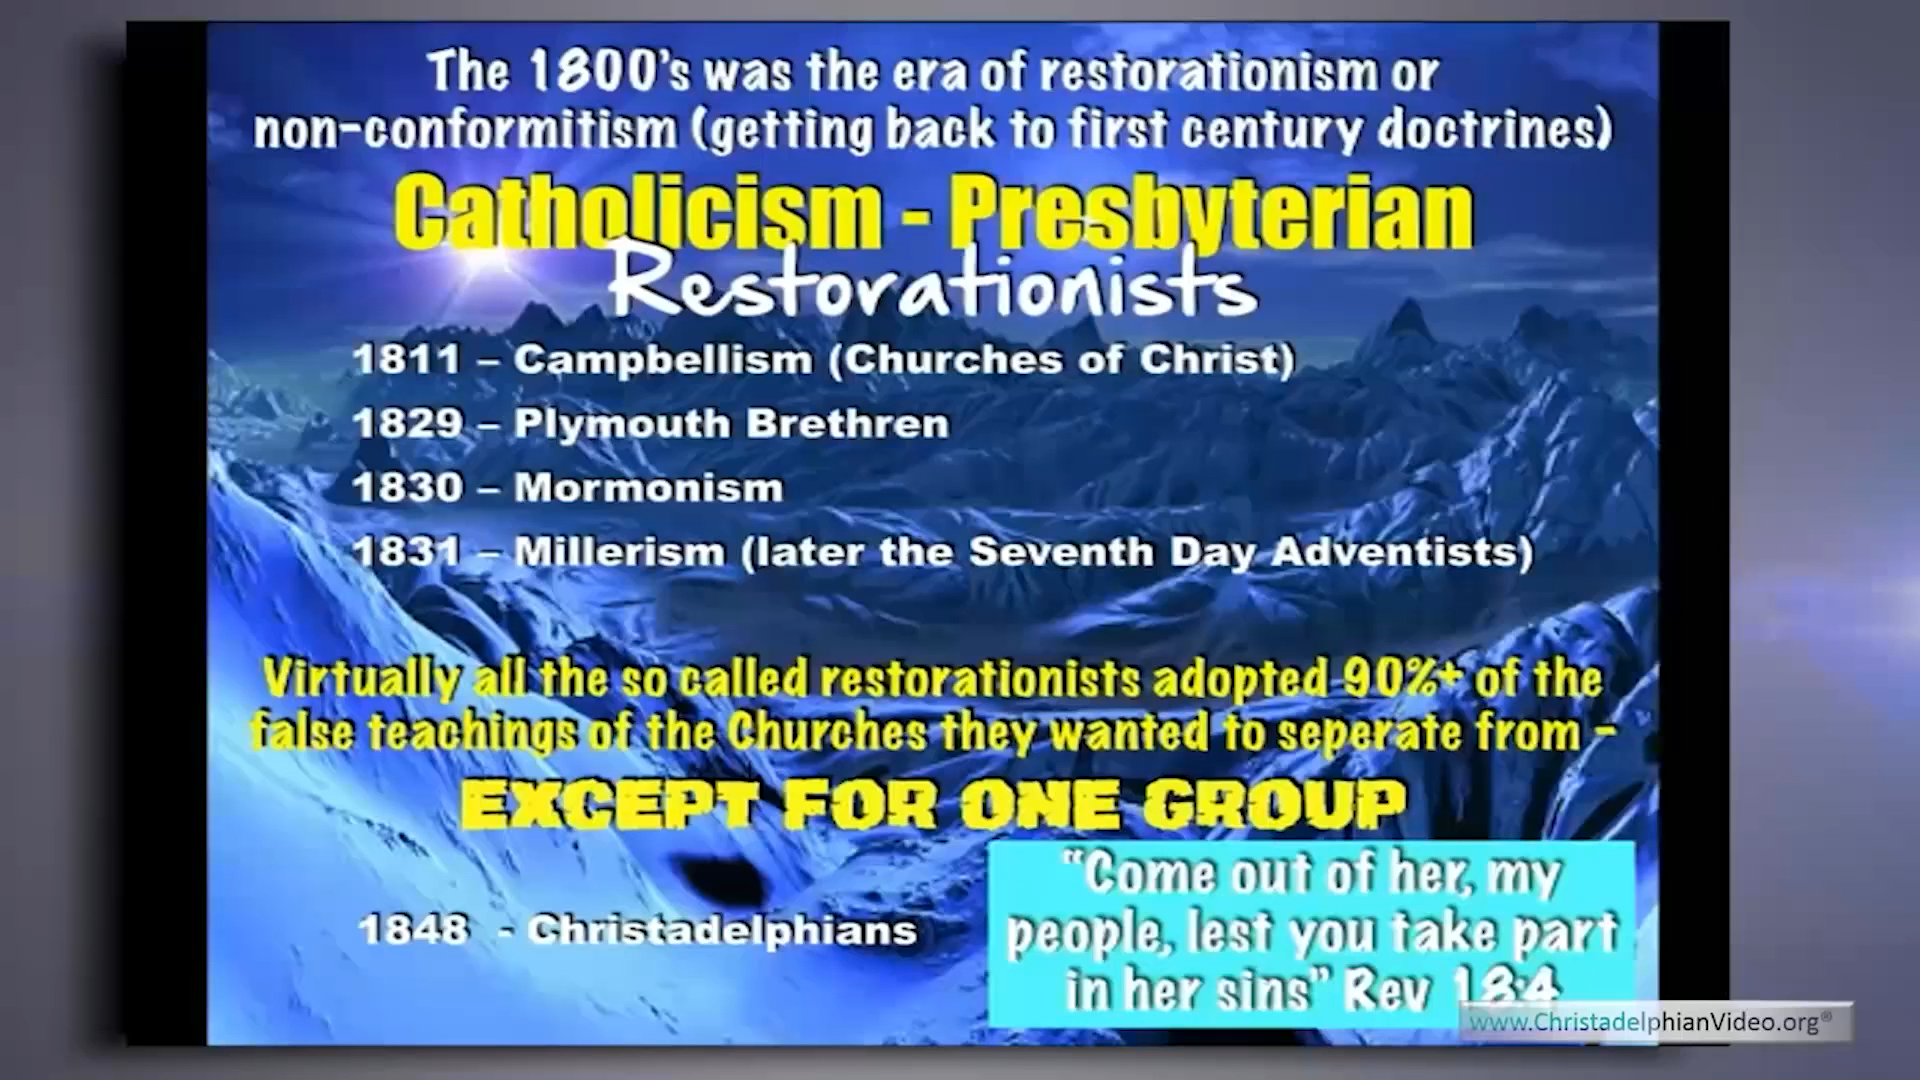 The 1800's was the era of restorationism or
non-conformitism (getting back to first century doctrines)
Catholicism - Presbyterian
Restorationists
1811 – Campbellism (Churches of Christ)
1829 – Plymouth Brethren
1830 – Mormonism
1831 – Millerism (later the Seventh Day Adventists)
Virtually all the so called restorationists adopted 90%+ of the
false teachings of the Churches they wanted to seperate from -
EXCEPT FOR ONE GROUP
1848 - Christadelphians
"Come out of her, my
people, lest you take part
in her sins" Rev 18:4
www.ChristadelphianVideo.org®